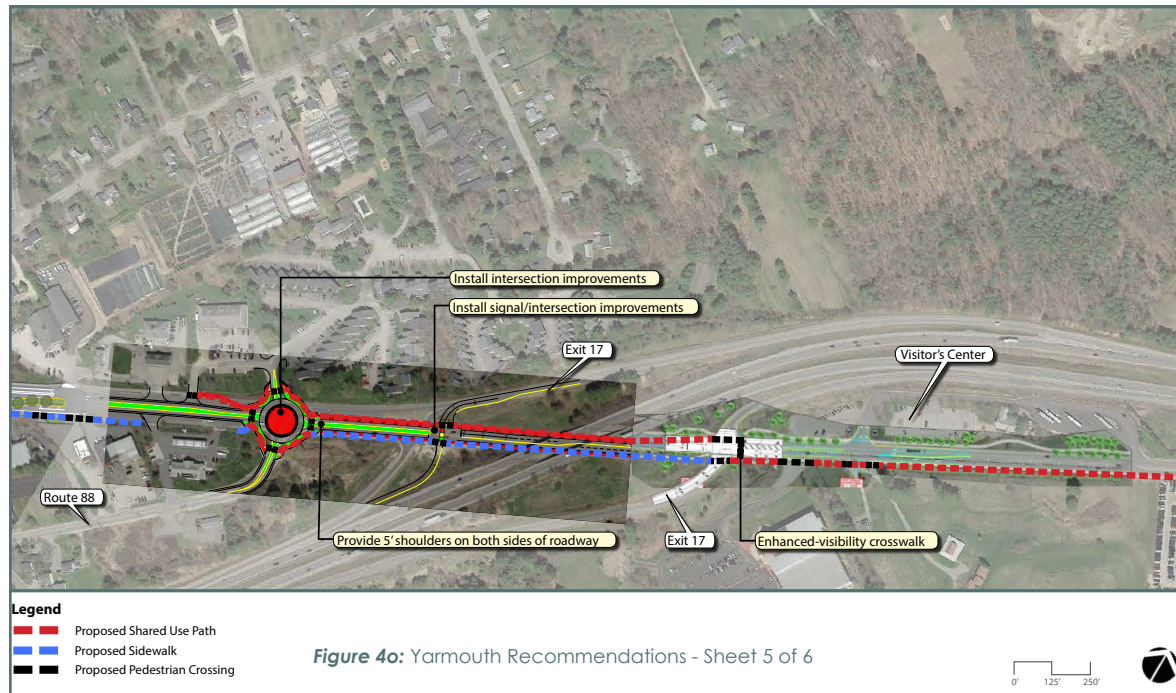 Install intersection improvements
Install signal/intersection improvements
Exit 17
Visitor's Center
Route 88
Provide 5' shoulders on both sides of roadway
Exit 17
Enhanced-visibility crosswalk
Legend
Proposed Shared Use Path
Proposed Sidewalk
Proposed Pedestrian Crossing
Figure 4o: Yarmouth Recommendations - Sheet 5 of 6
0' 125' 250'